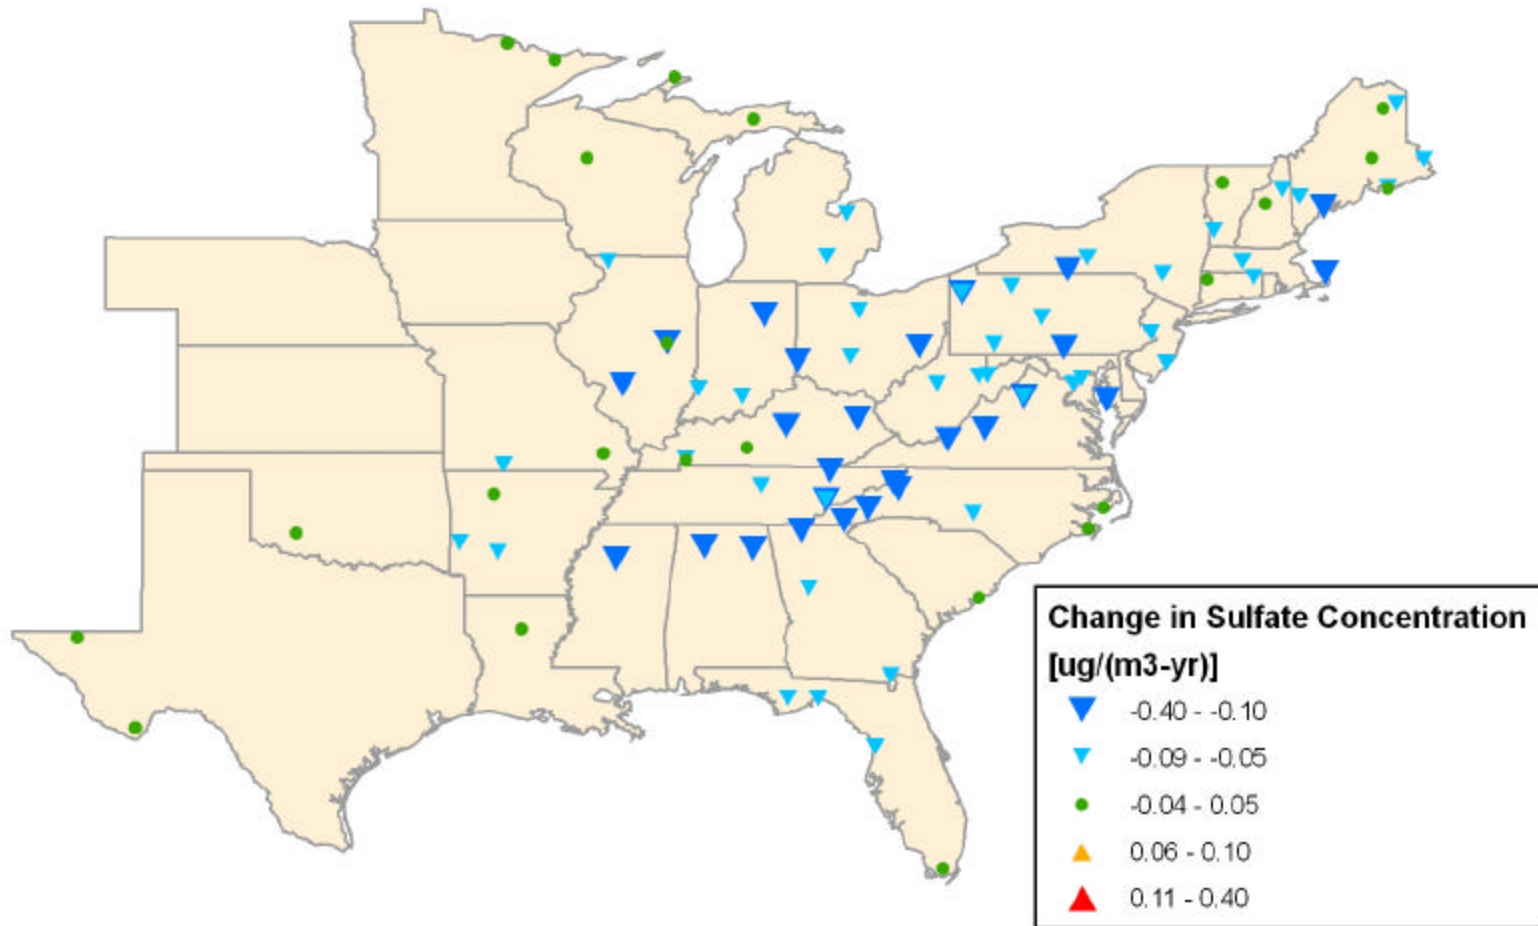 Change in Sulfate Concentration
[ug/(m3-yr)]
-0.40 - -0.10
-0.09 - -0.05
-0.04 - 0.05
0.06 - 0.10
0.11 - 0.40